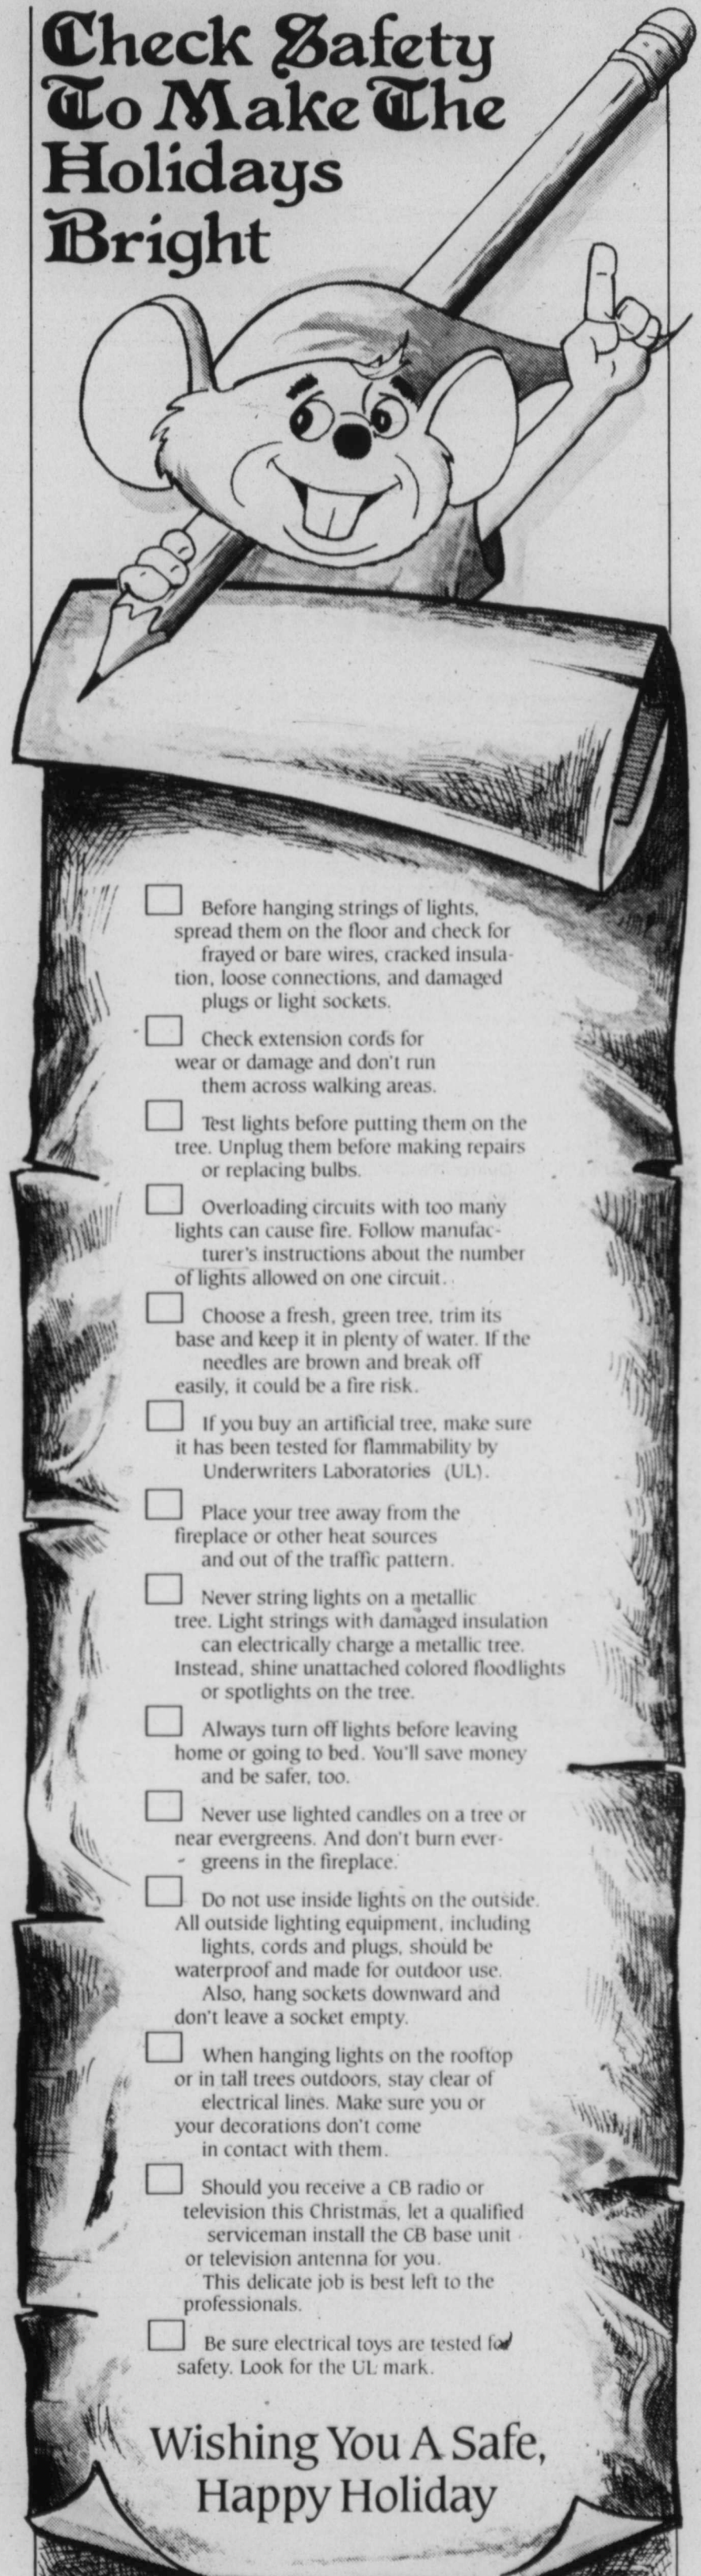 Check Safety
To Make The
Holidays
Bright
Before hanging strings of lights,
spread them on the floor and check for
frayed or bare wires, cracked insula-
tion, loose connections, and damaged
plugs or light sockets.
Check extension cords for
wear or damage and don't run
them across walking areas.
Test lights before putting them on the
tree. Unplug them before making repairs
or replacing bulbs.
Overloading circuits with too many
lights can cause fire. Follow manufac-
turer's instructions about the number
of lights allowed on one circuit.
Choose a fresh, green tree, trim its
base and keep it in plenty of water. If the
needles are brown and break off
easily, it could be a fire risk.
If you buy an artificial tree, make sure
it has been tested for flammability by
Underwriters Laboratories (UL).
Place your tree away from the
fireplace or other heat sources
and out of the traffic pattern.
Never string lights on a metallic
tree. Light strings with damaged insulation
can electrically charge a metallic tree.
Instead, shine unattached colored floodlights
or spotlights on the tree.
Always turn off lights before leaving
home or going to bed. You'll save money
and be safer, too.
Never use lighted candles on a tree or
near evergreens. And don't burn ever-
greens in the fireplace.
Do not use inside lights on the outside.
All outside lighting equipment, including
lights, cords and plugs, should be
waterproof and made for outdoor use.
Also, hang sockets downward and
don't leave a socket empty.
When hanging lights on the rooftop
or in tall trees outdoors, stay clear of
electrical lines. Make sure you or
your decorations don't come
in contact with them.
Should you receive a CB radio or
television this Christmas, let a qualified
serviceman install the CB base unit
or television antenna for you.
This delicate job is best left to the
professionals.
Be sure electrical toys are tested for
safety. Look for the UL mark.
Wishing You A Safe,
Happy Holiday